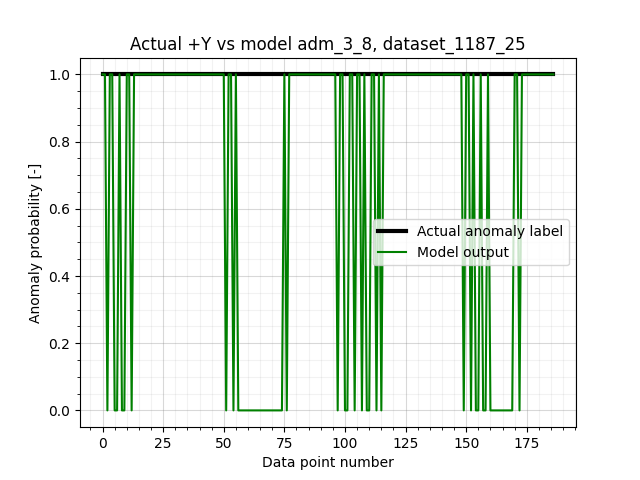 Actual +Y vs model adm_3_8, dataset_1187_25
Anomaly probability [-]
1.0
0.8
0.6
0.4
0.2
0.0
Actual anomaly label
Model output
0 25 50 75 100 125 150 175
Data point number